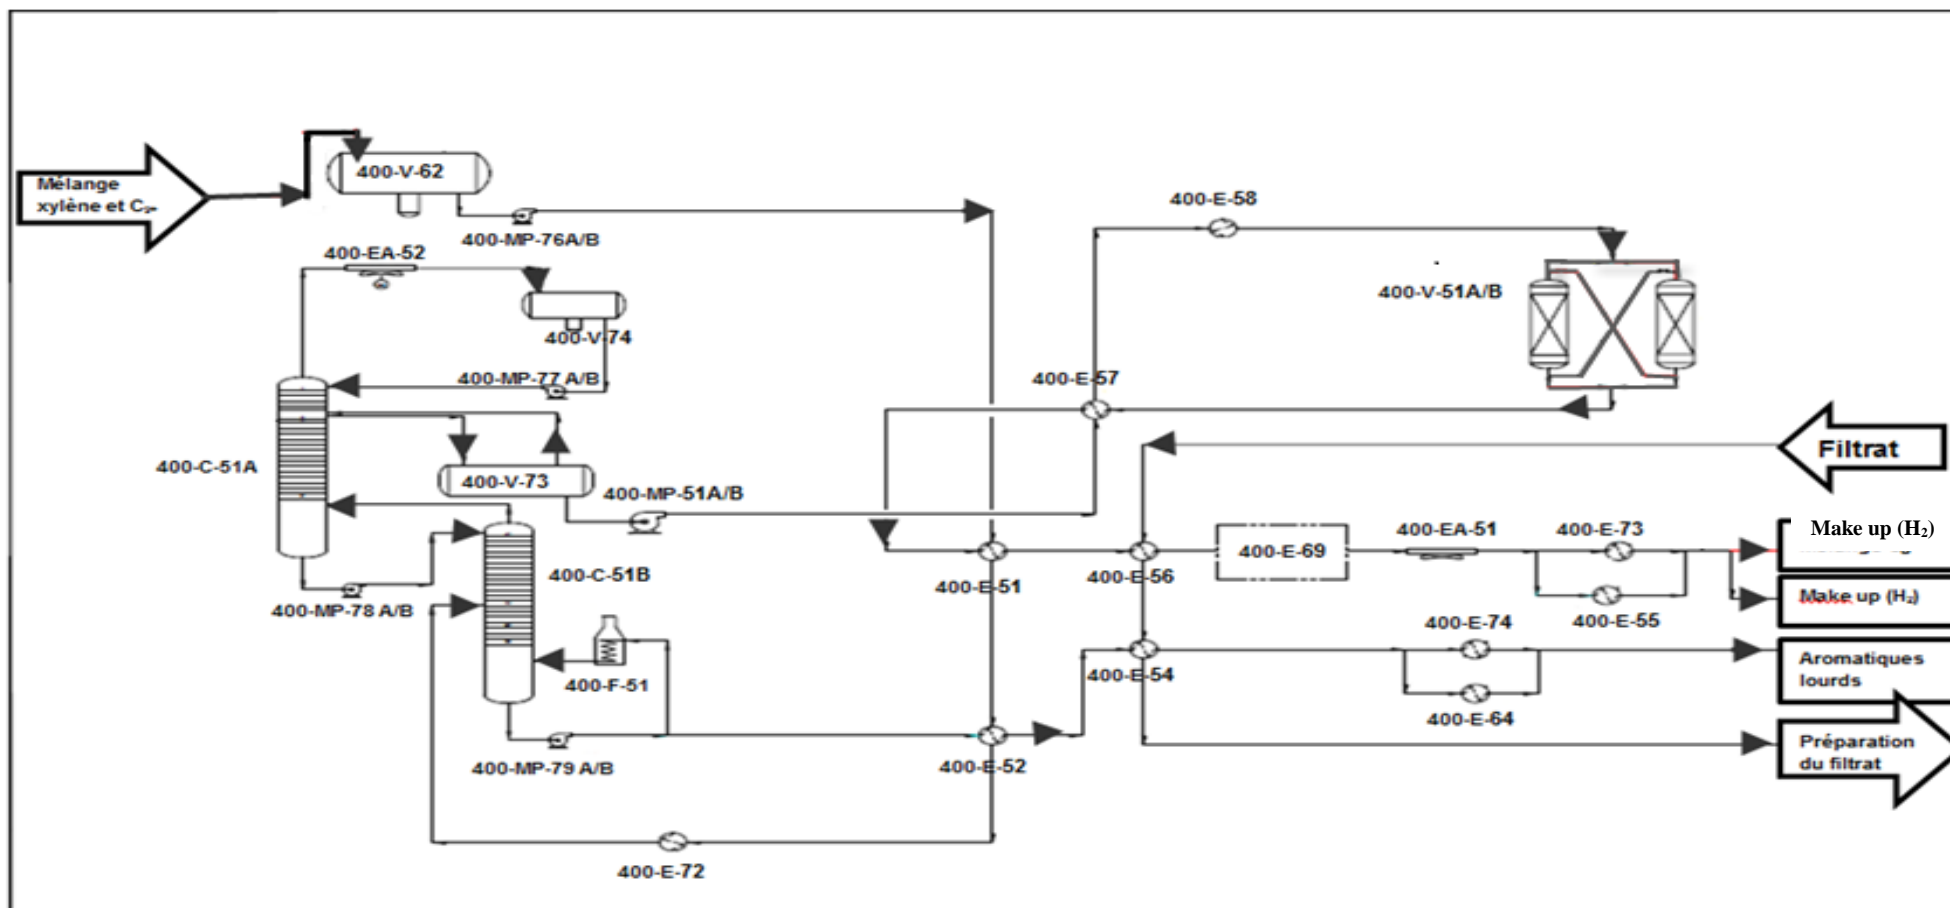 400-V-62
Mélange
xylène et C₉₊
400-MP-76A/B
400-E-58
400-EA-52
400-V-51A/B
400-V-74
400-MP-77 A/B
400-E-57
Filtrat
400-C-51A
400-V-73
400-MP-51A/B
Make up (H₂)
400-EA-51
400-E-73
400-E-69
400-C-51B
400-E-51
400-E-56
Make up (H₂)
400-MP-78 A/B
400-E-55
400-E-74
400-F-51
400-E-54
Aromatiques
lourds
400-E-64
400-MP-79 A/B
400-E-52
Préparation
du filtrat
400-E-72